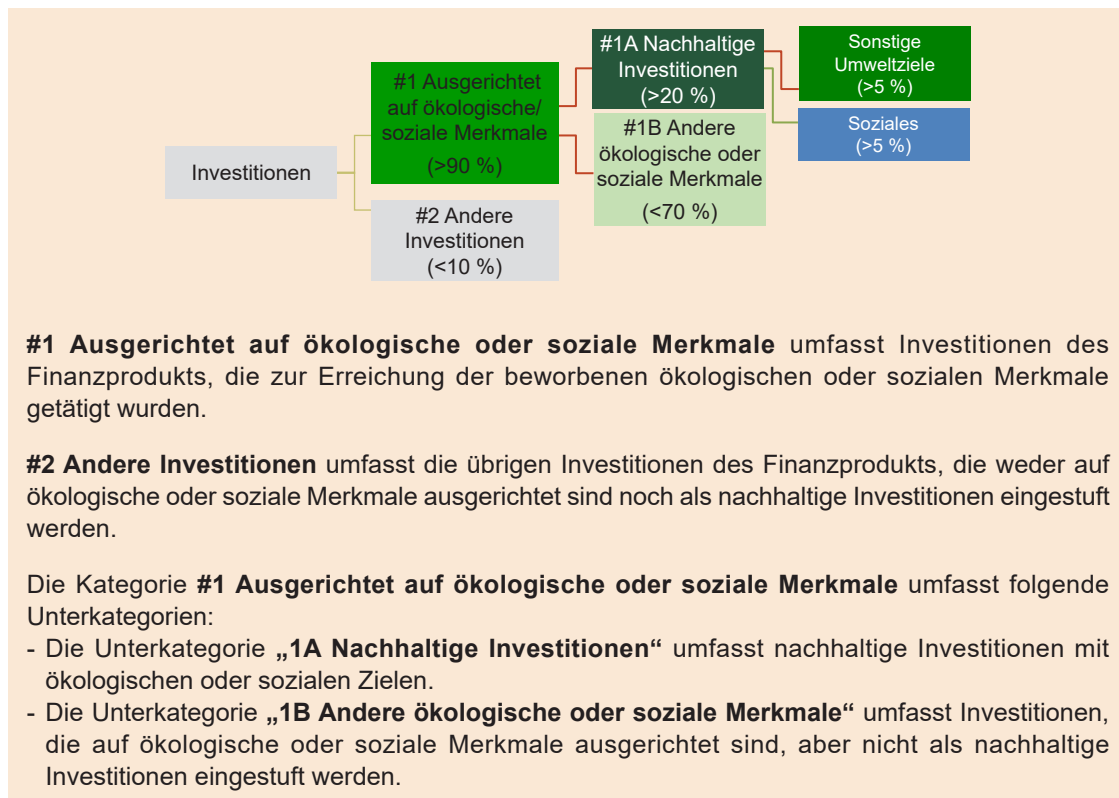 Investitionen
#1 Ausgerichtet
auf ökologische/
soziale Merkmale
(>90 %)
#2 Andere
Investitionen
(<10 %)
#1A Nachhaltige
Investitionen
(>20 %)
#1B Andere
ökologische oder
soziale Merkmale
(<70 %)
Sonstige
Umweltziele
(>5 %)
Soziales
(>5 %)
#1 Ausgerichtet auf ökologische oder soziale Merkmale umfasst Investitionen des
Finanzprodukts, die zur Erreichung der beworbenen ökologischen oder sozialen Merkmale
getätigt wurden.
#2 Andere Investitionen umfasst die übrigen Investitionen des Finanzprodukts, die weder auf
ökologische oder soziale Merkmale ausgerichtet sind noch als nachhaltige Investitionen eingestuft
werden.
Die Kategorie #1 Ausgerichtet auf ökologische oder soziale Merkmale umfasst folgende
Unterkategorien:
- Die Unterkategorie „1A Nachhaltige Investitionen“ umfasst nachhaltige Investitionen mit
ökologischen oder sozialen Zielen.
- Die Unterkategorie „1B Andere ökologische oder soziale Merkmale“ umfasst Investitionen,
die auf ökologische oder soziale Merkmale ausgerichtet sind, aber nicht als nachhaltige
Investitionen eingestuft werden.